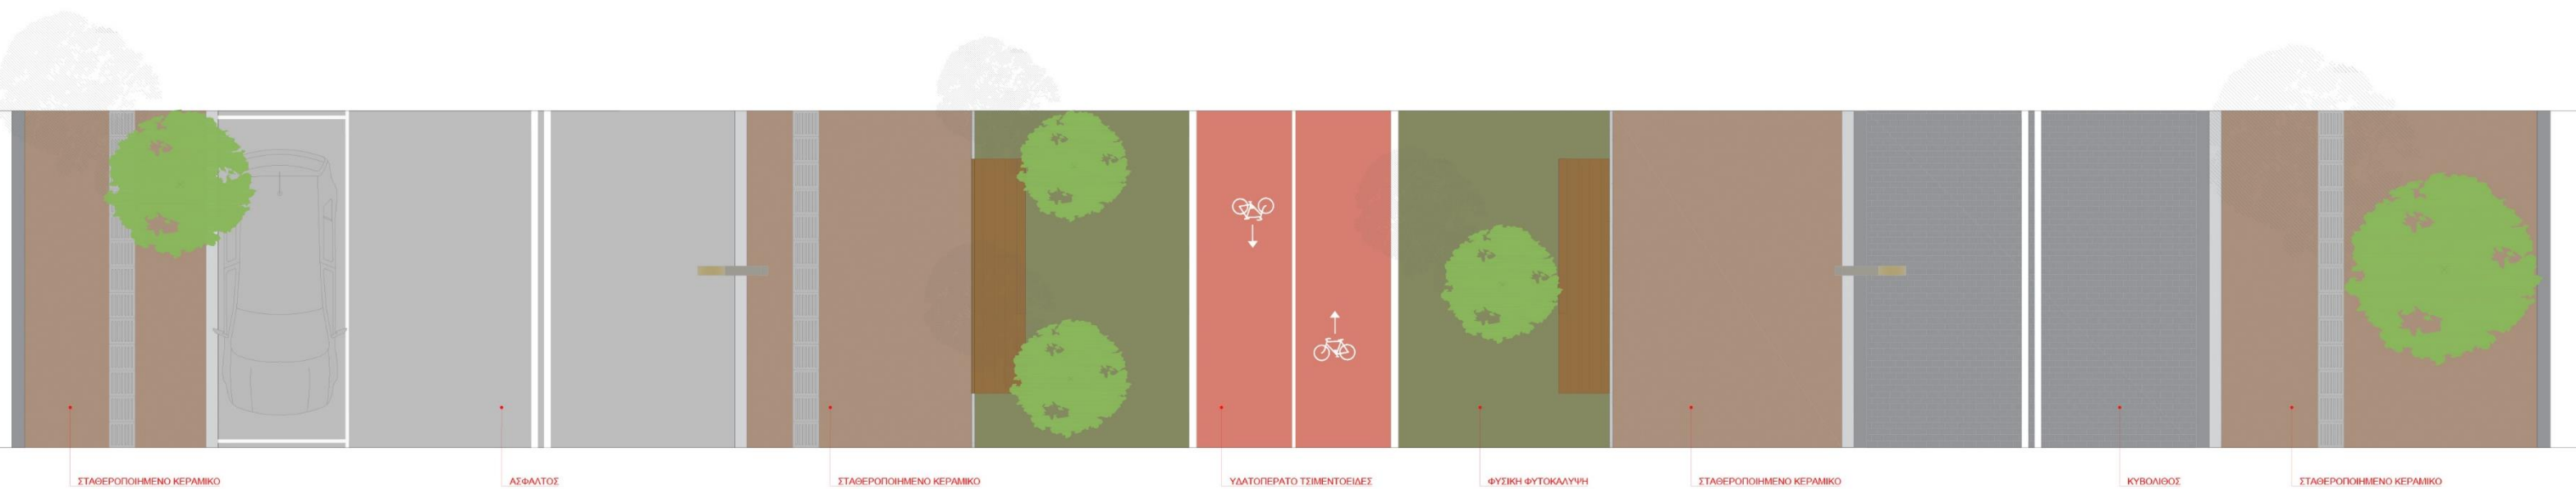 ΣΤΑΘΕΡΟΠΟΙΗΜΕΝΟ ΚΕΡΑΜΙΚΟ
ΑΣΦΑΛΤΟΣ
ΣΤΑΘΕΡΟΠΟΙΗΜΕΝΟ ΚΕΡΑΜΙΚΟ
ΥΔΑΤΟΠΕΡΑΤΟ ΤΣΙΜΕΝΤΟΕΙΔΕΣ
ΦΥΣΙΚΗ ΦΥΤΟΚΑΛΥΨΗ
ΣΤΑΘΕΡΟΠΟΙΗΜΕΝΟ ΚΕΡΑΜΙΚΟ
ΚΥΒΟΛΙΘΟΣ
ΣΤΑΘΕΡΟΠΟΙΗΜΕΝΟ ΚΕΡΑΜΙΚΟ